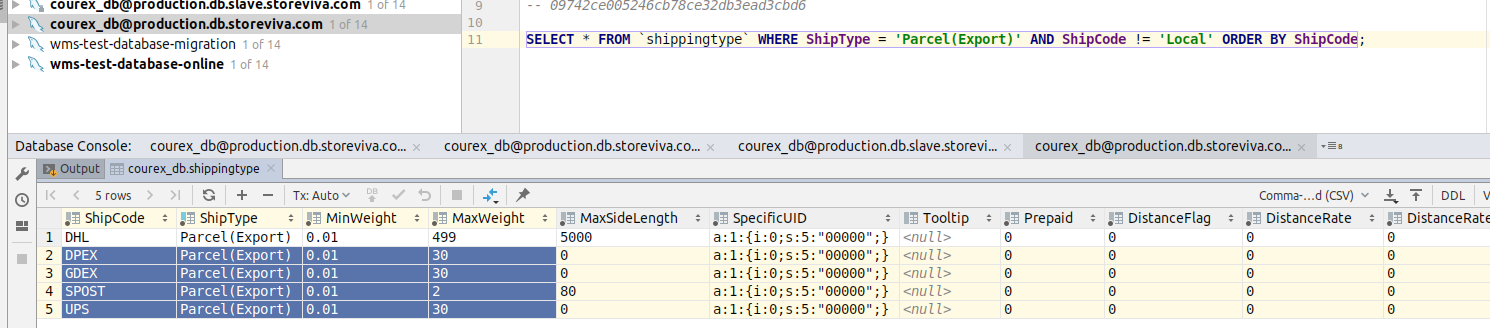 courex_db@production.db.slave.storeviva.com 1 of 14
courex_db@production.db.storeviva.com 1 of 14
wms-test-database-migration 1 of 14
wms-test-database-online 1 of 14
9 -- 09742ce005246cb78ce32db3ead3cbd6
10
11 SELECT * FROM `shippingtype` WHERE ShipType = 'Parcel(Export)' AND ShipCode != 'Local' ORDER BY ShipCode;
Database Console: courex_db@production.db.storeviva.co... courex_db@production.db.storeviva.co... courex_db@production.db.slave.storevi... courex_db@production.db.storeviva.co... 8
Output courex_db.shippingtype
5 rows Tx: Auto DB Comma-...d (CSV) DDL V
ShipCode ShipType MinWeight MaxWeight MaxSideLength SpecificUID Tooltip Prepaid DistanceFlag DistanceRate DistanceRate
1 DHL Parcel(Export) 0.01 499 5000 a:1:{i:0;s:5:"00000";} <null> 0 0 0 0
2 DPEX Parcel(Export) 0.01 30 0 a:1:{i:0;s:5:"00000";} <null> 0 0 0 0
3 GDEX Parcel(Export) 0.01 30 0 a:1:{i:0;s:5:"00000";} <null> 0 0 0 0
4 SPOST Parcel(Export) 0.01 2 80 a:1:{i:0;s:5:"00000";} <null> 0 0 0 0
5 UPS Parcel(Export) 0.01 30 0 a:1:{i:0;s:5:"00000";} <null> 0 0 0 0